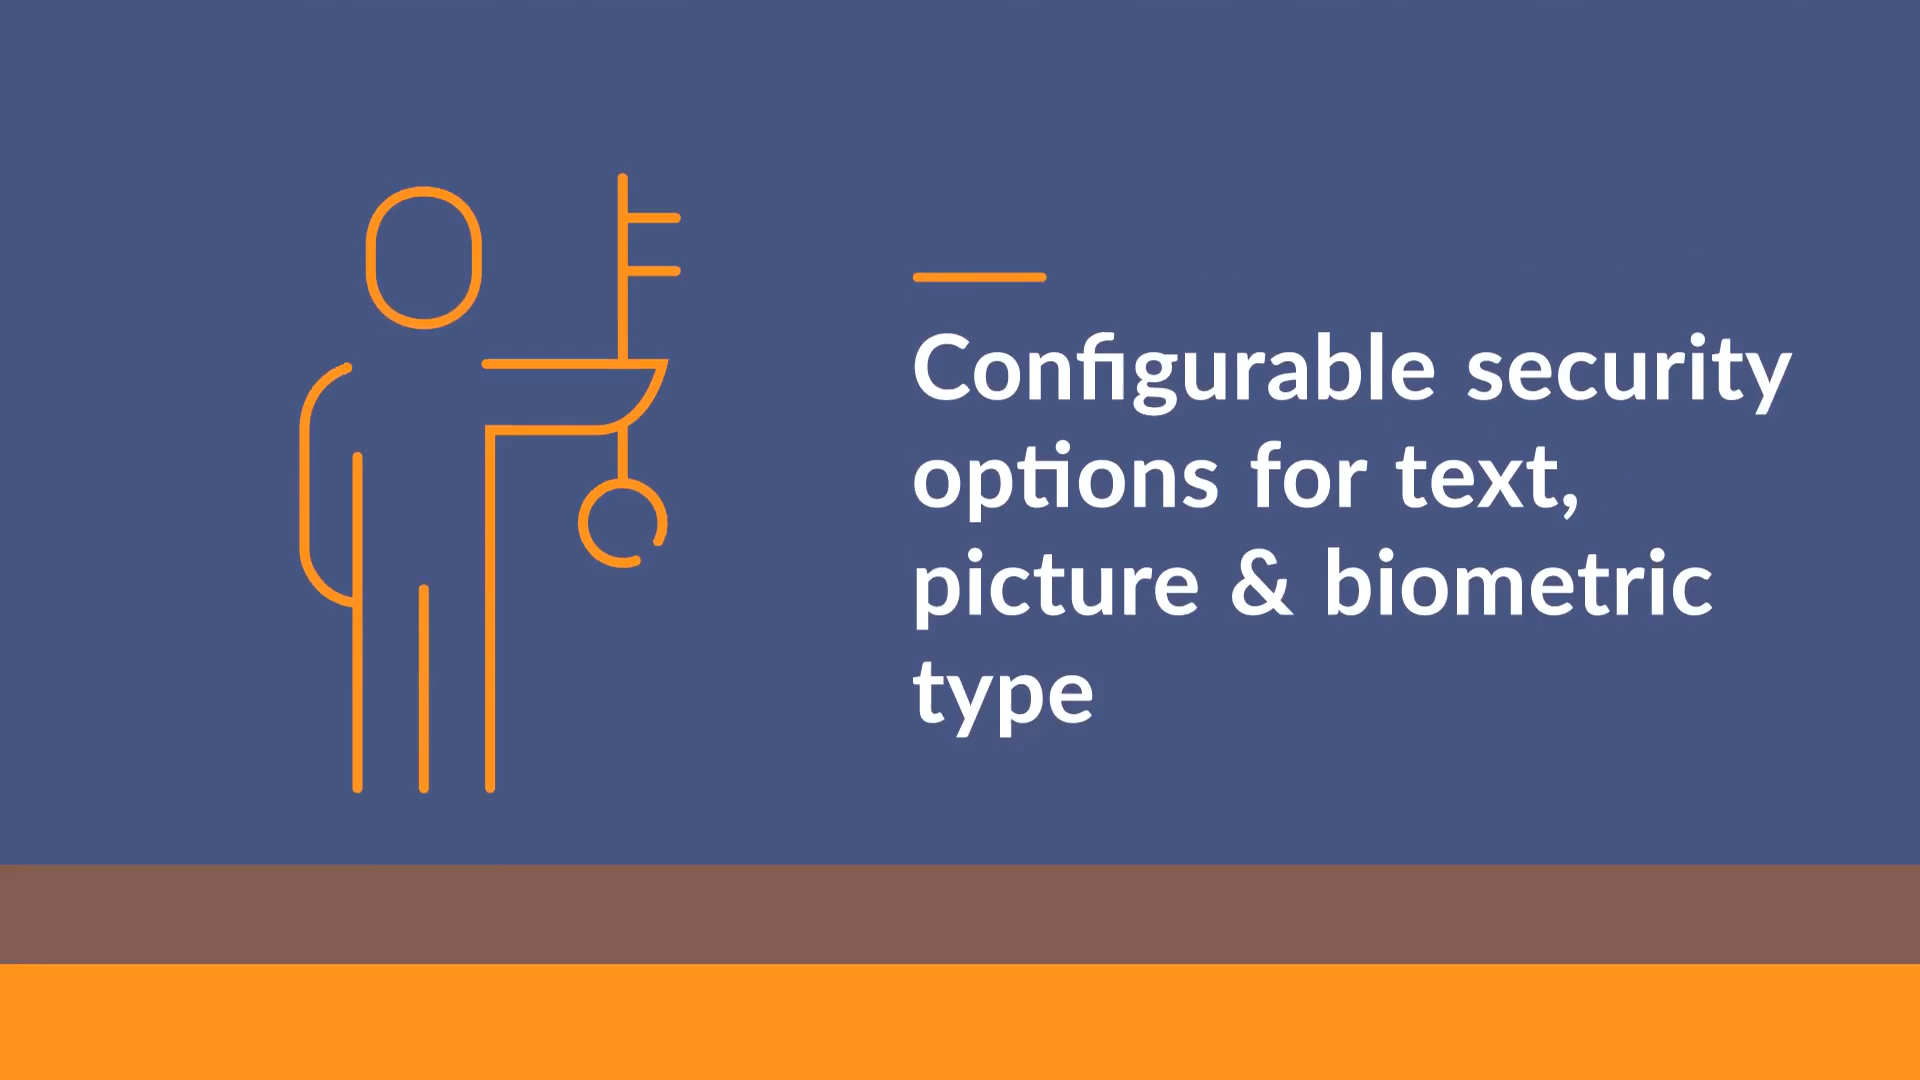 Configurable security
options for text,
picture & biometric
type